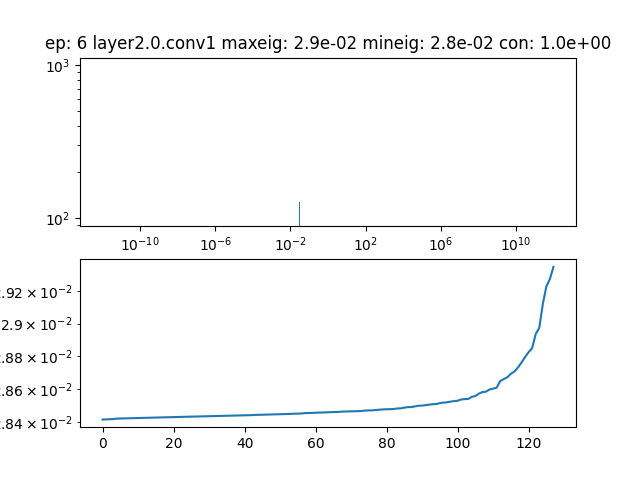 ep: 6 layer2.0.conv1 maxeig: 2.9e-02 mineig: 2.8e-02 con: 1.0e+00
10³
10²
10⁻¹⁰ 10⁻⁶ 10⁻² 10² 10⁶ 10¹⁰
.92 × 10⁻²
2.9 × 10⁻²
.88 × 10⁻²
.86 × 10⁻²
.84 × 10⁻²
0 20 40 60 80 100 120